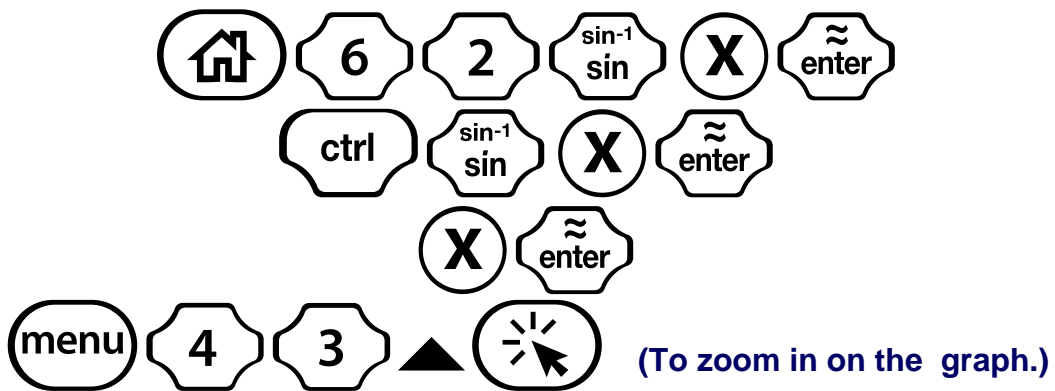 6 2 sin-1 sin X ≈ enter
ctrl sin-1 sin X ≈ enter
X ≈ enter
menu 4 3 (To zoom in on the graph.)